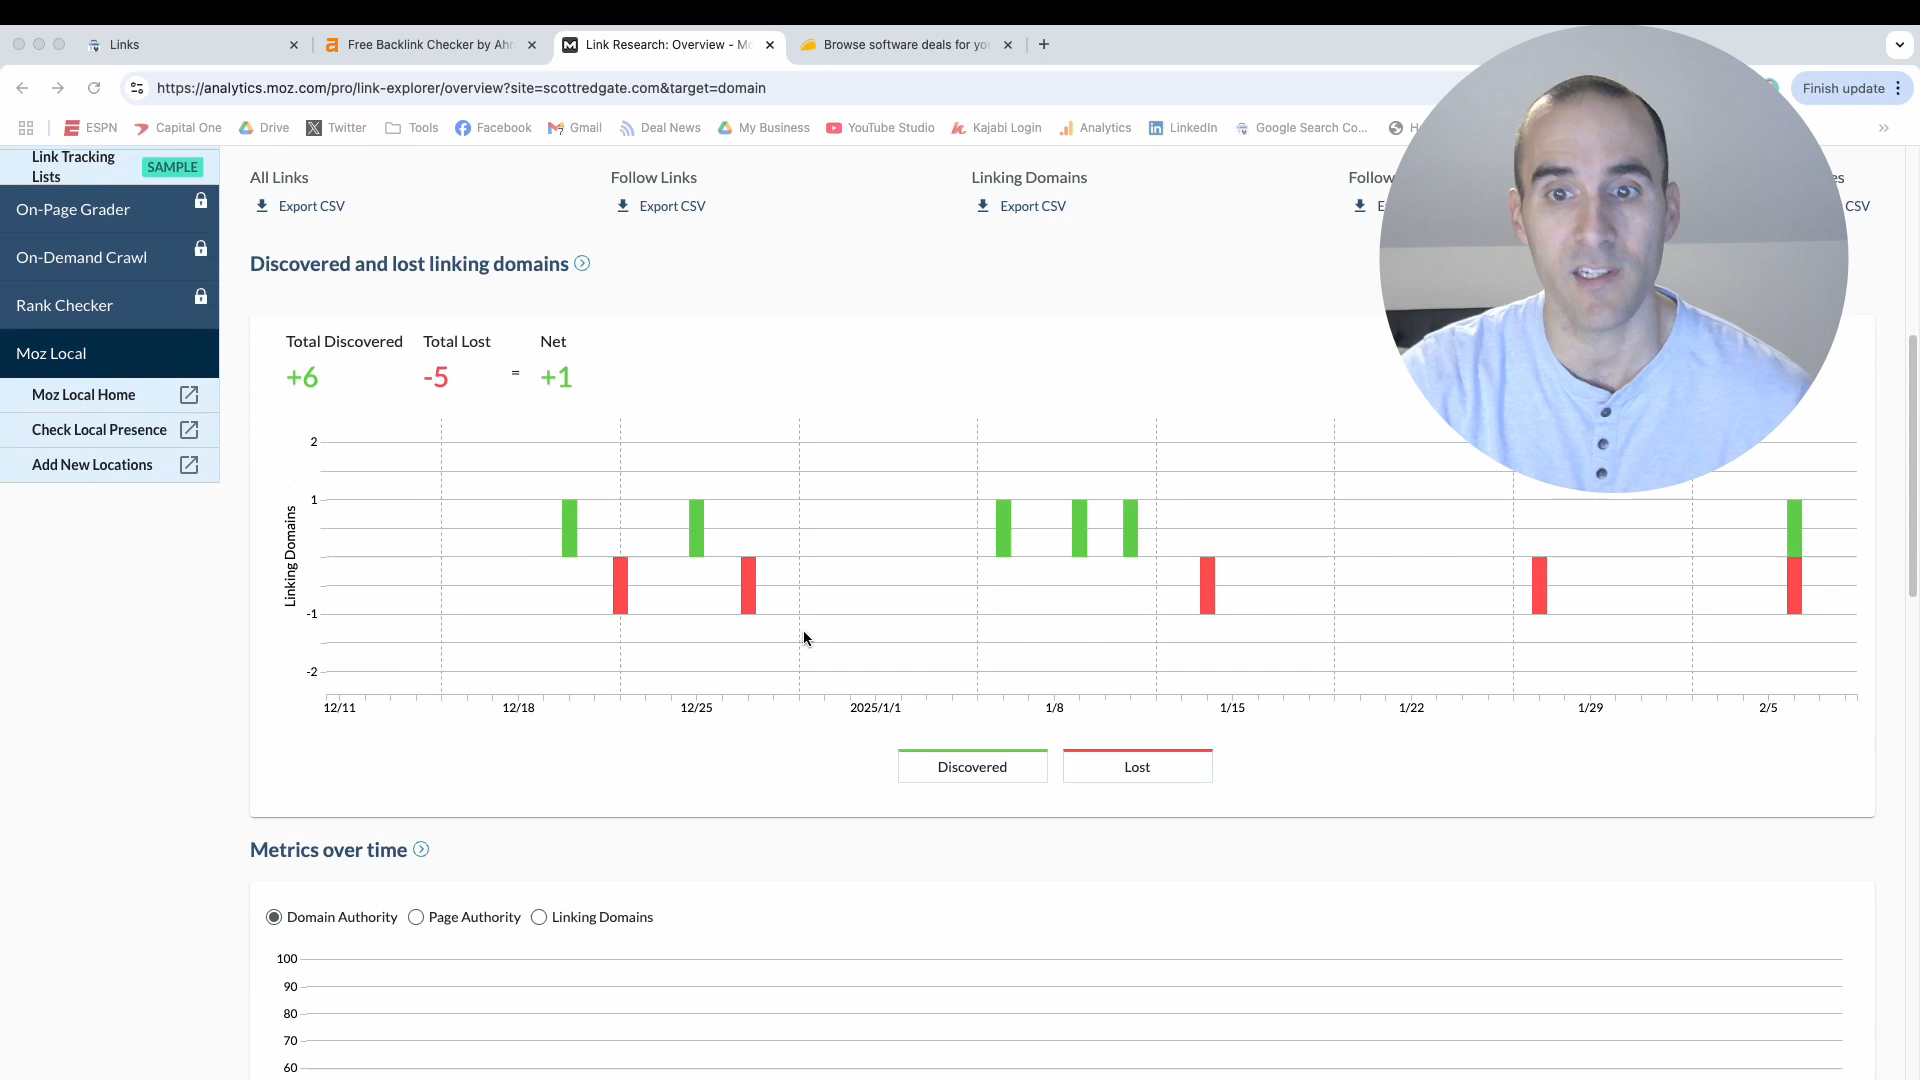 Links
Free Backlink Checker by Ah
Link Research: Overview - Mo
Browse software deals for yo
https://analytics.moz.com/pro/link-explorer/overview?site=scottredgate.com&target=domain
Finish update
ESPN
Capital One
Drive
Twitter
Tools
Facebook
Gmail
Deal News
My Business
YouTube Studio
Kajabi Login
Analytics
LinkedIn
Google Search Co...
Link Tracking
Lists
SAMPLE
On-Page Grader
On-Demand Crawl
Rank Checker
Moz Local
Moz Local Home
Check Local Presence
Add New Locations
All Links
Export CSV
Follow Links
Export CSV
Linking Domains
Export CSV
Follow
CSV
Discovered and lost linking domains
Total Discovered
Total Lost
Net
+6
-5
=
+1
Linking Domains
2
1
-1
-2
12/11
12/18
12/25
2025/1/1
1/8
1/15
1/22
1/29
2/5
Discovered
Lost
Metrics over time
Domain Authority
Page Authority
Linking Domains
100
90
80
70
60